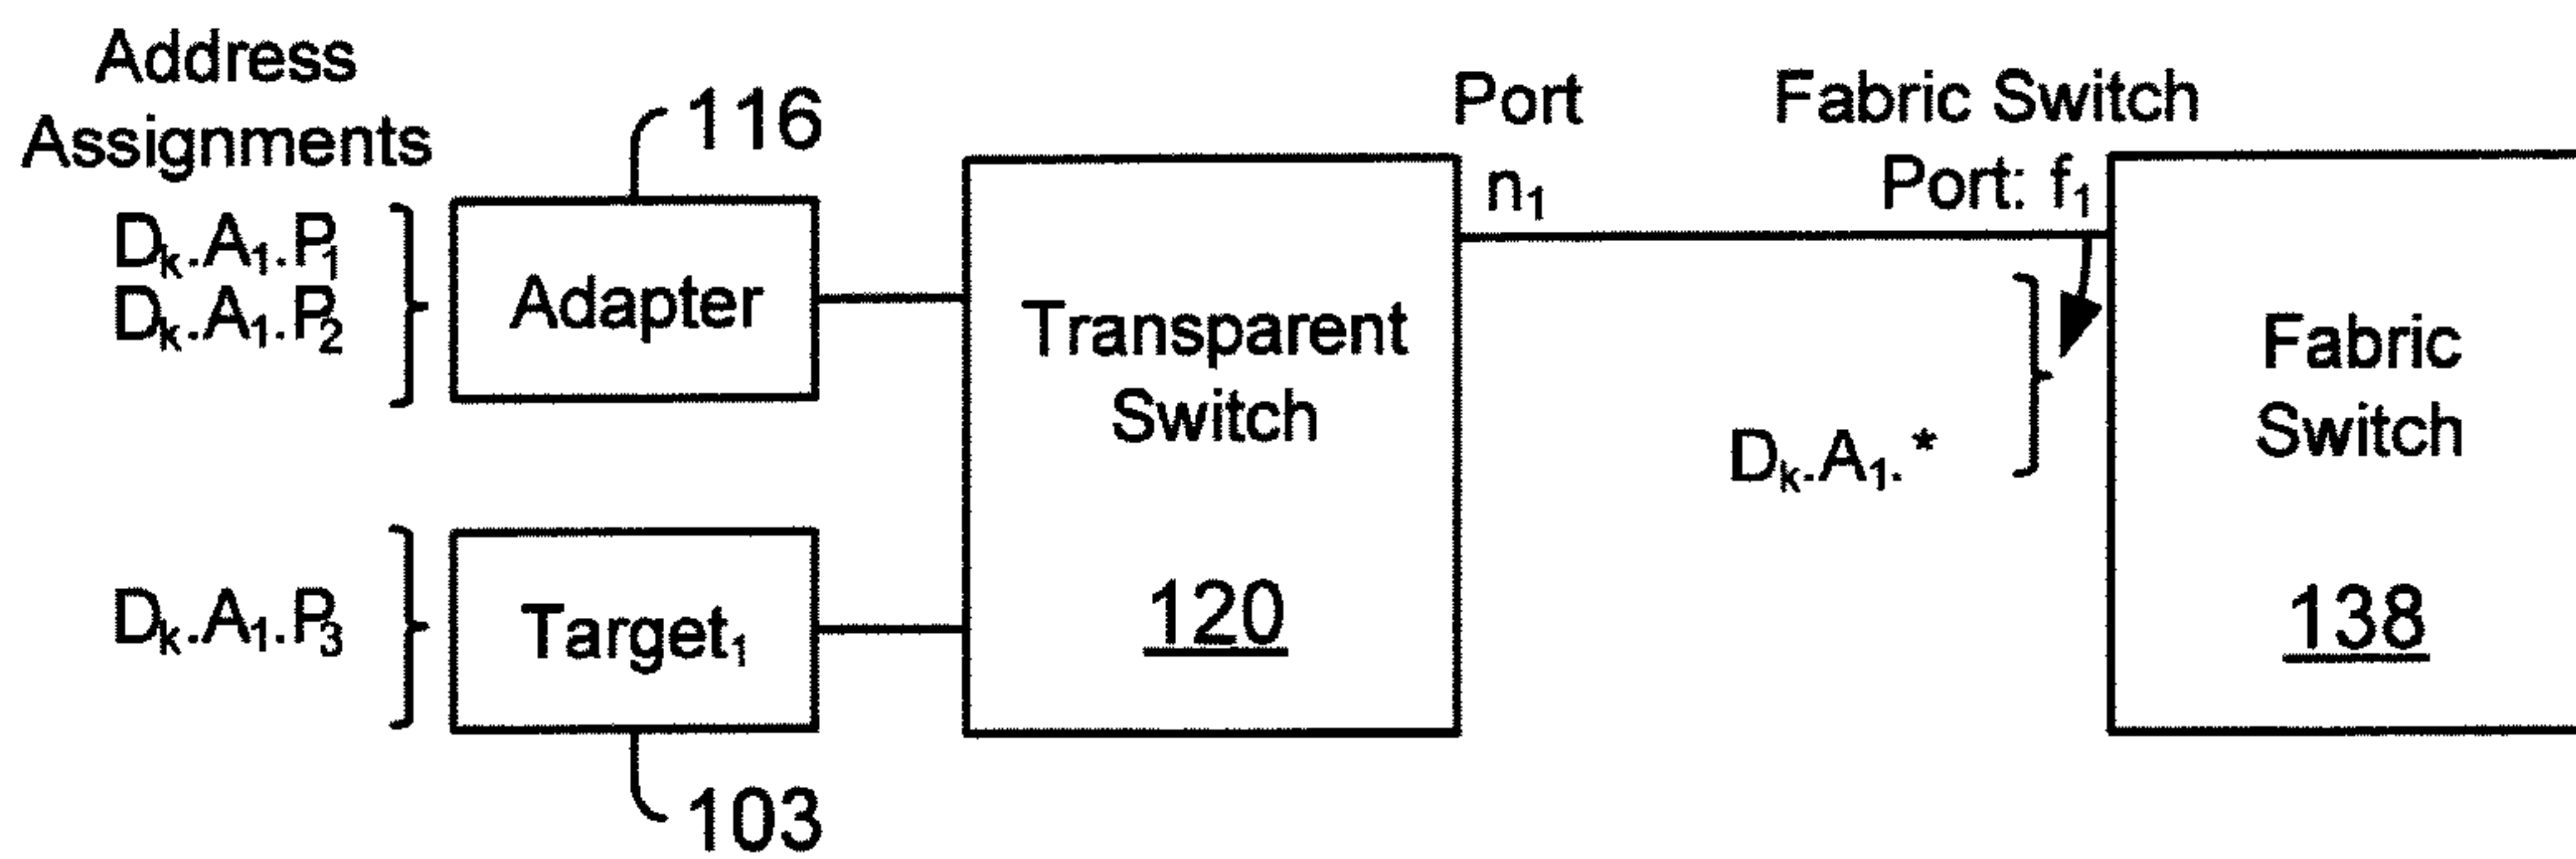 Address
Assignments
116
Port
n₁
Fabric Switch
Port: f₁
Dₖ.A₁.P₁
Dₖ.A₁.P₂
Adapter
Transparent
Switch
120
Dₖ.A₁.*
Fabric
Switch
138
Dₖ.A₁.P₃
Target₁
103